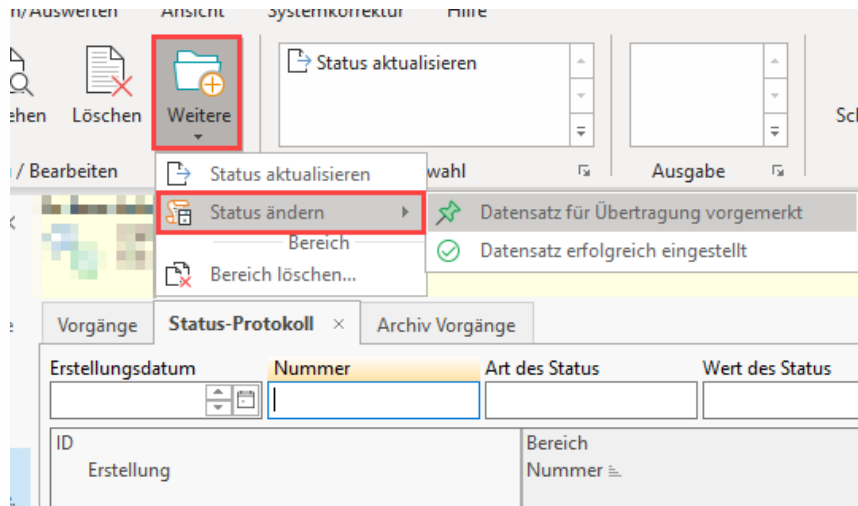 n/Auswerten Ansicht Systemkorrektur Hilfe
Status aktualisieren
ehen Löschen Weitere Sch
/ Bearbeiten wahl Ausgabe
Status aktualisieren
Status ändern
Datensatz für Übertragung vorgemerkt
Bereich
Datensatz erfolgreich eingestellt
Bereich löschen...
Vorgänge Status-Protokoll × Archiv Vorgänge
Erstellungsdatum Nummer Art des Status Wert des Status
ID Bereich
Erstellung Nummer